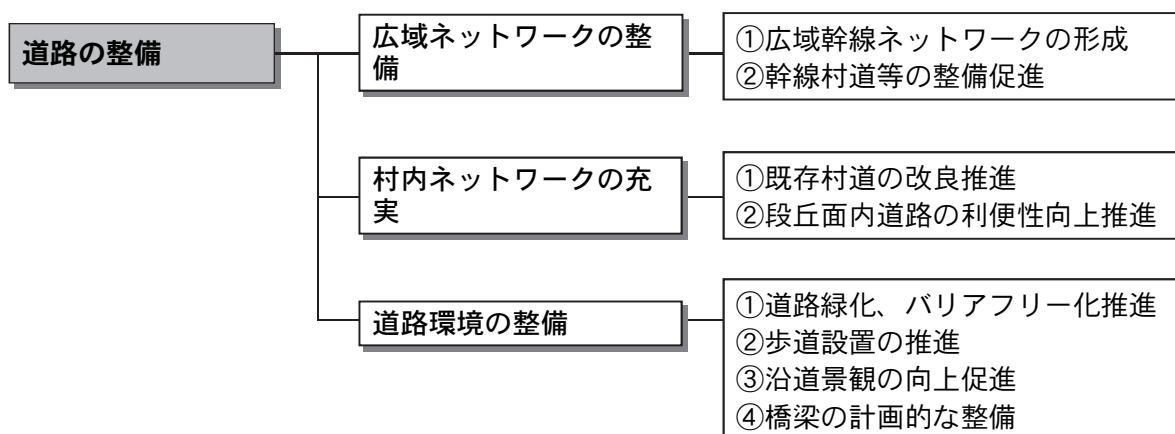 道路の整備
広域ネットワークの整
備
①広域幹線ネットワークの形成
②幹線村道等の整備促進
村内ネットワークの充
実
①既存村道の改良推進
②段丘面内道路の利便性向上推進
道路環境の整備
①道路緑化、バリアフリー化推進
②歩道設置の推進
③沿道景観の向上促進
④橋梁の計画的な整備